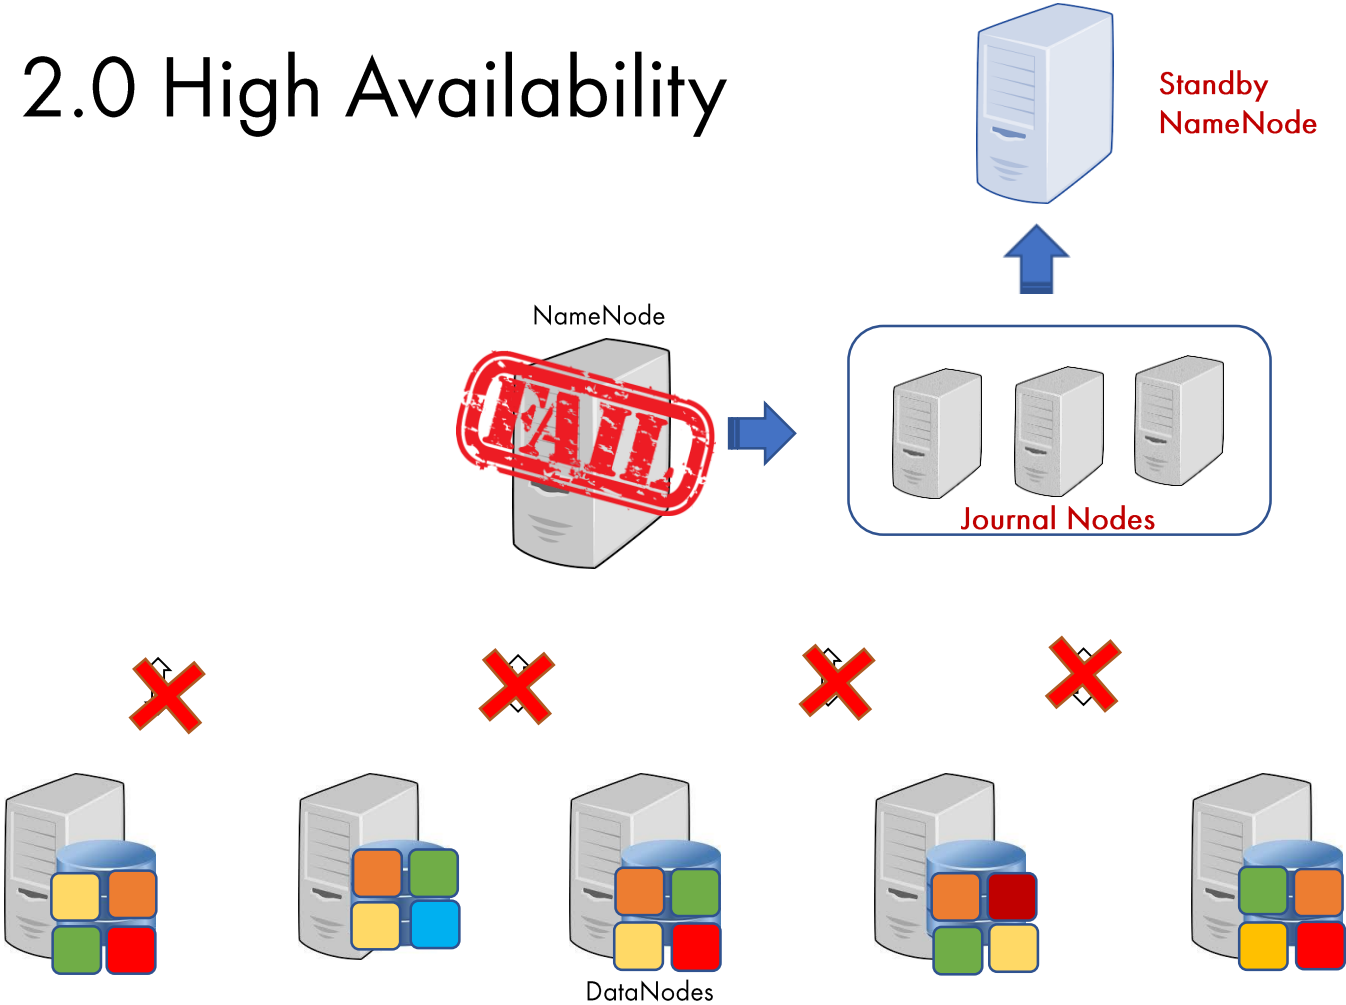 2.0 High Availability
Standby
NameNode
NameNode
FAIL
Journal Nodes
DataNodes